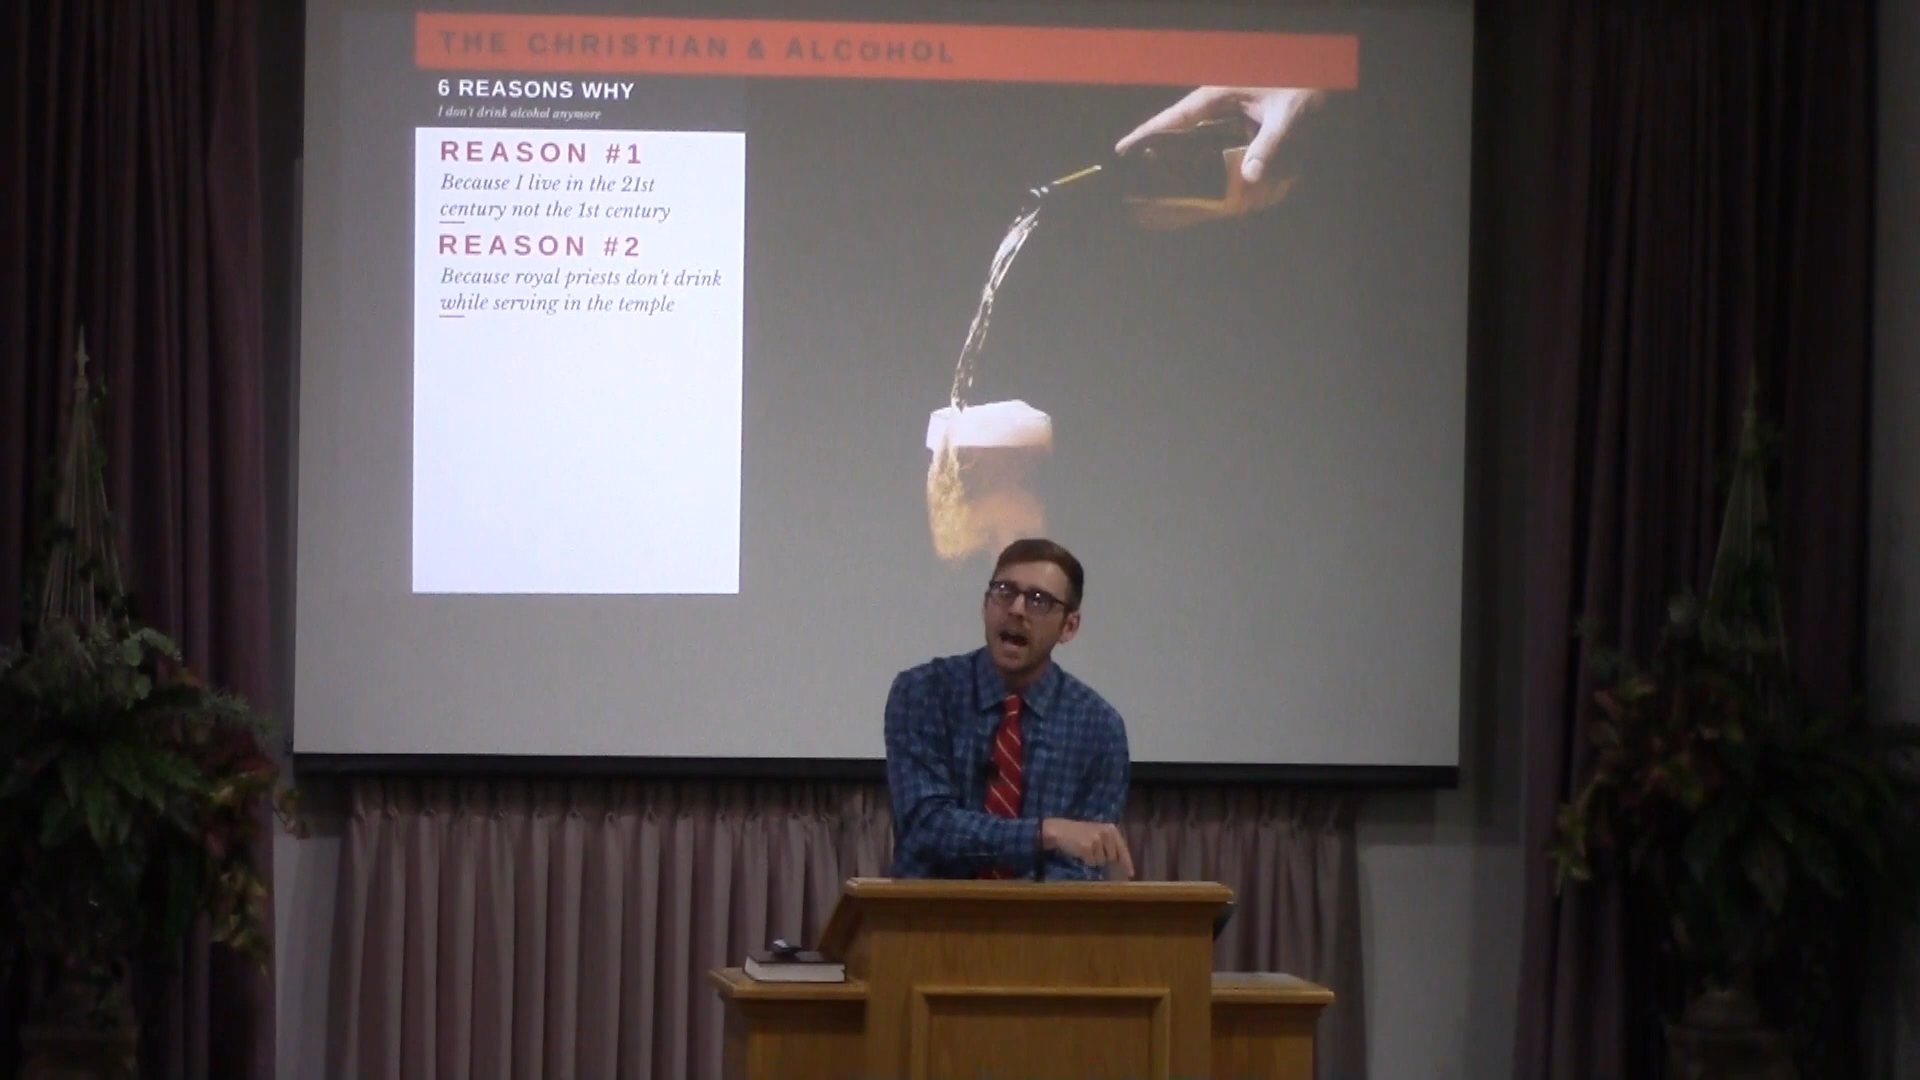 THE CHRISTIAN & ALCOHOL
6 REASONS WHY
I don't drink alcohol anymore
REASON #1
Because I live in the 21st
century not the 1st century
REASON #2
Because royal priests don't drink
while serving in the temple